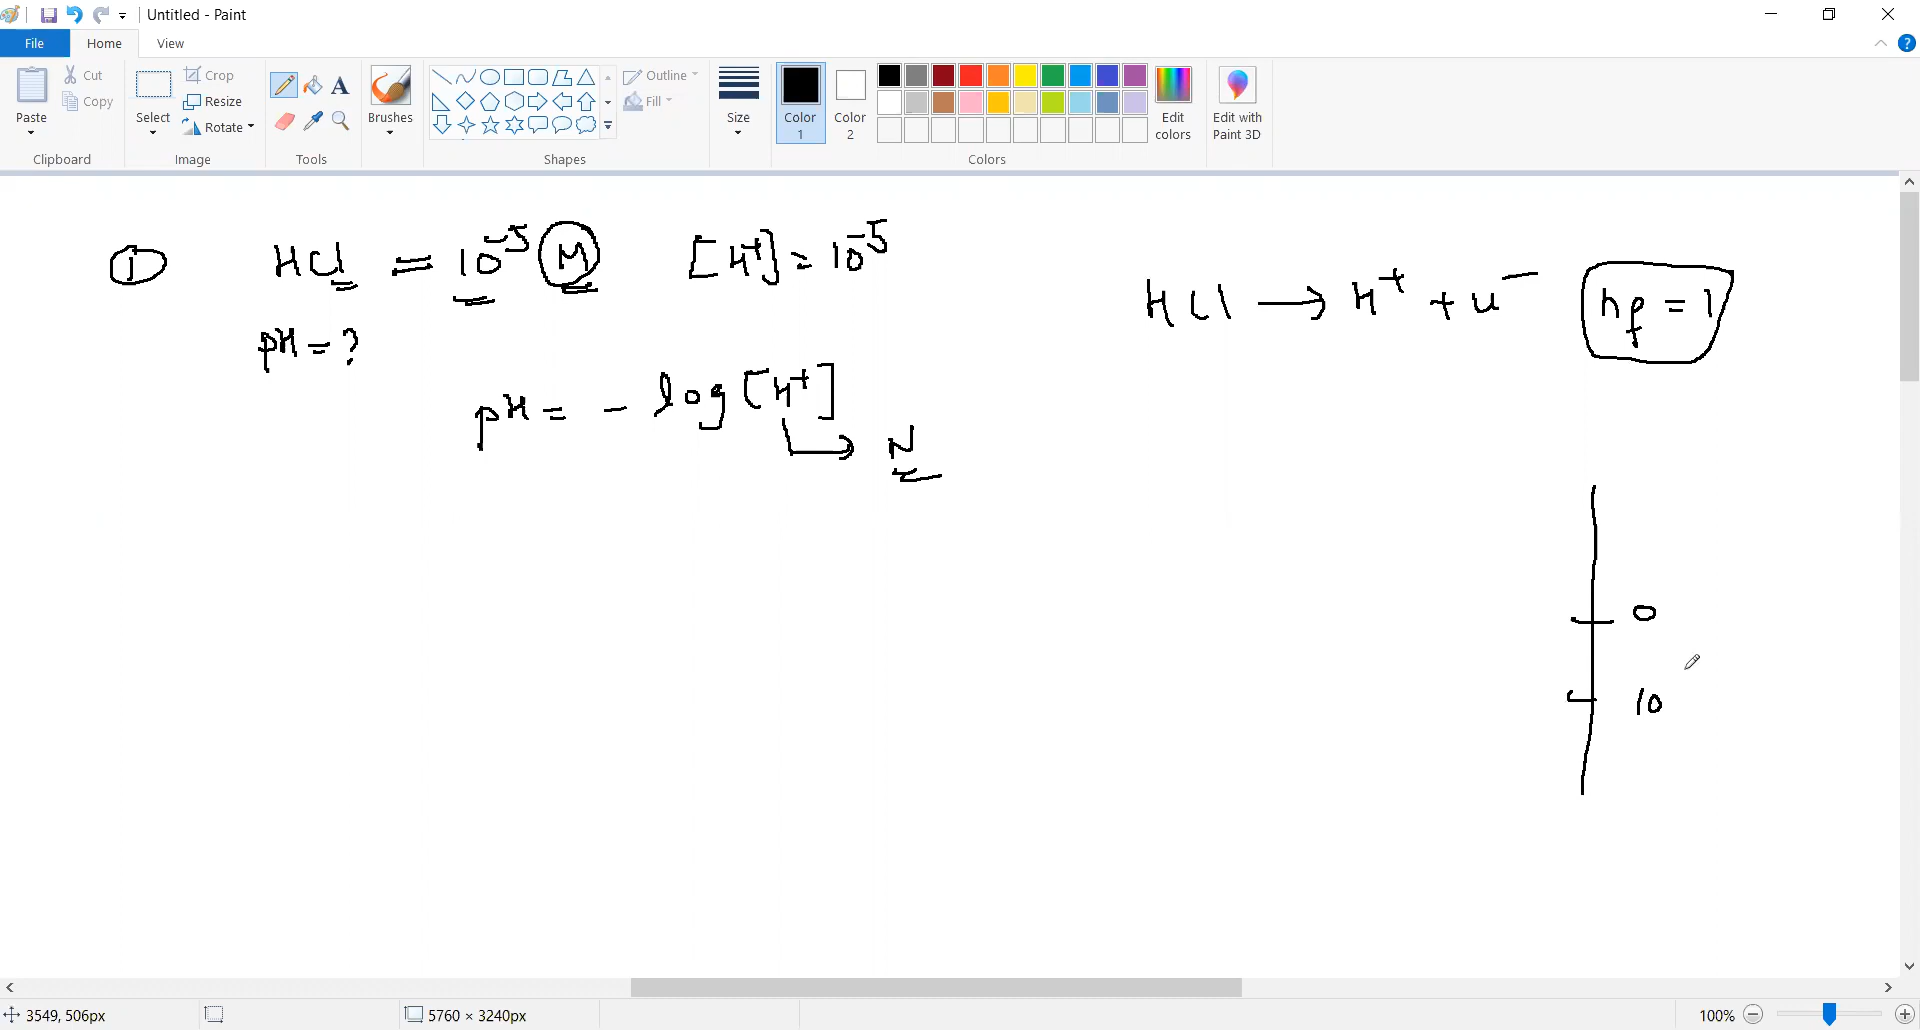 Untitled - Paint
File Home View
Cut
Copy
Paste
Clipboard
Crop
Resize
Rotate
Select
Image
Tools
Brushes
Outline
Fill
Shapes
Size
Color 1
Color 2
Edit colors
Edit with Paint 3D
Colors
① HCl = 10⁻⁵ M [H⁺] = 10⁻⁵
HCl → H⁺ + Cl⁻ nf = 1
pH = ?
pH = - log [H⁺]
→ N
0
10
3549, 506px
5760 × 3240px
100%